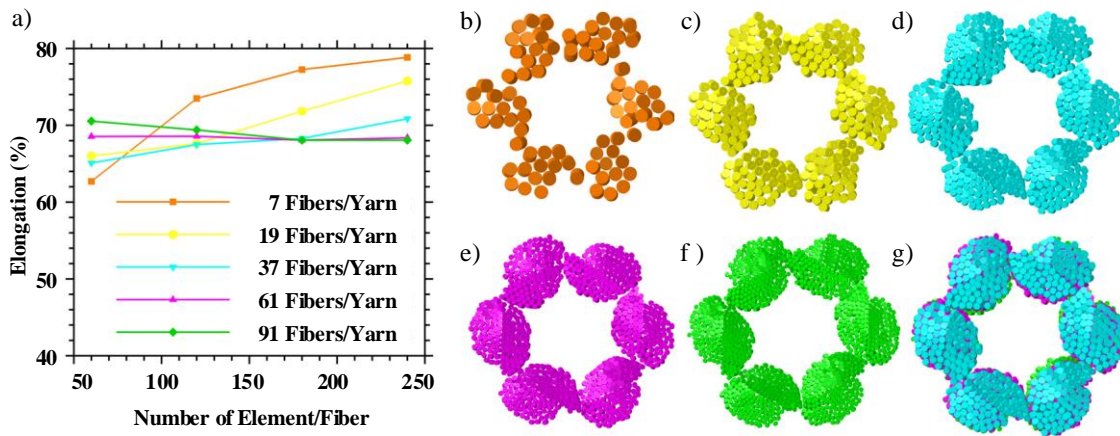 a)
b)
c)
d)
80
70
60
50
40
Elongation (%)
7 Fibers/Yarn
19 Fibers/Yarn
37 Fibers/Yarn
61 Fibers/Yarn
91 Fibers/Yarn
50 100 150 200 250
Number of Element/Fiber
e)
f )
g)